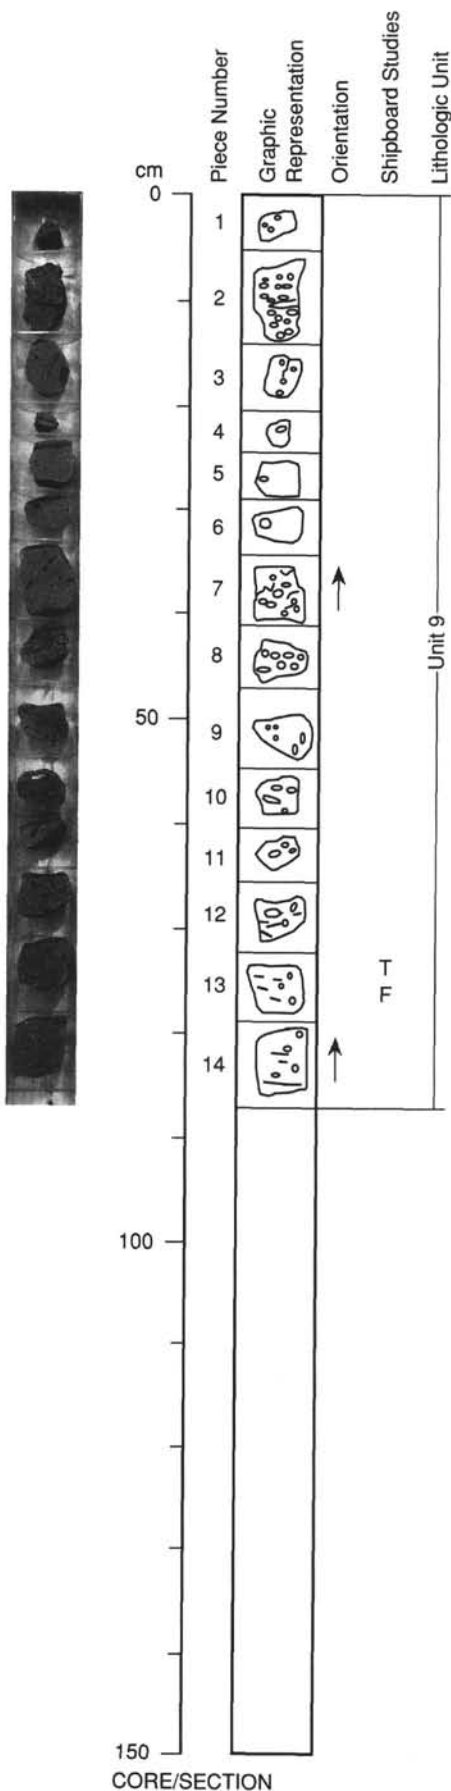 cm
Piece Number
Graphic
Representation
Orientation
Shipboard Studies
Lithologic Unit
0
1
2
3
4
5
6
7
8
50
9
10
11
12
13
T
F
14
Unit 9
100
150
CORE/SECTION